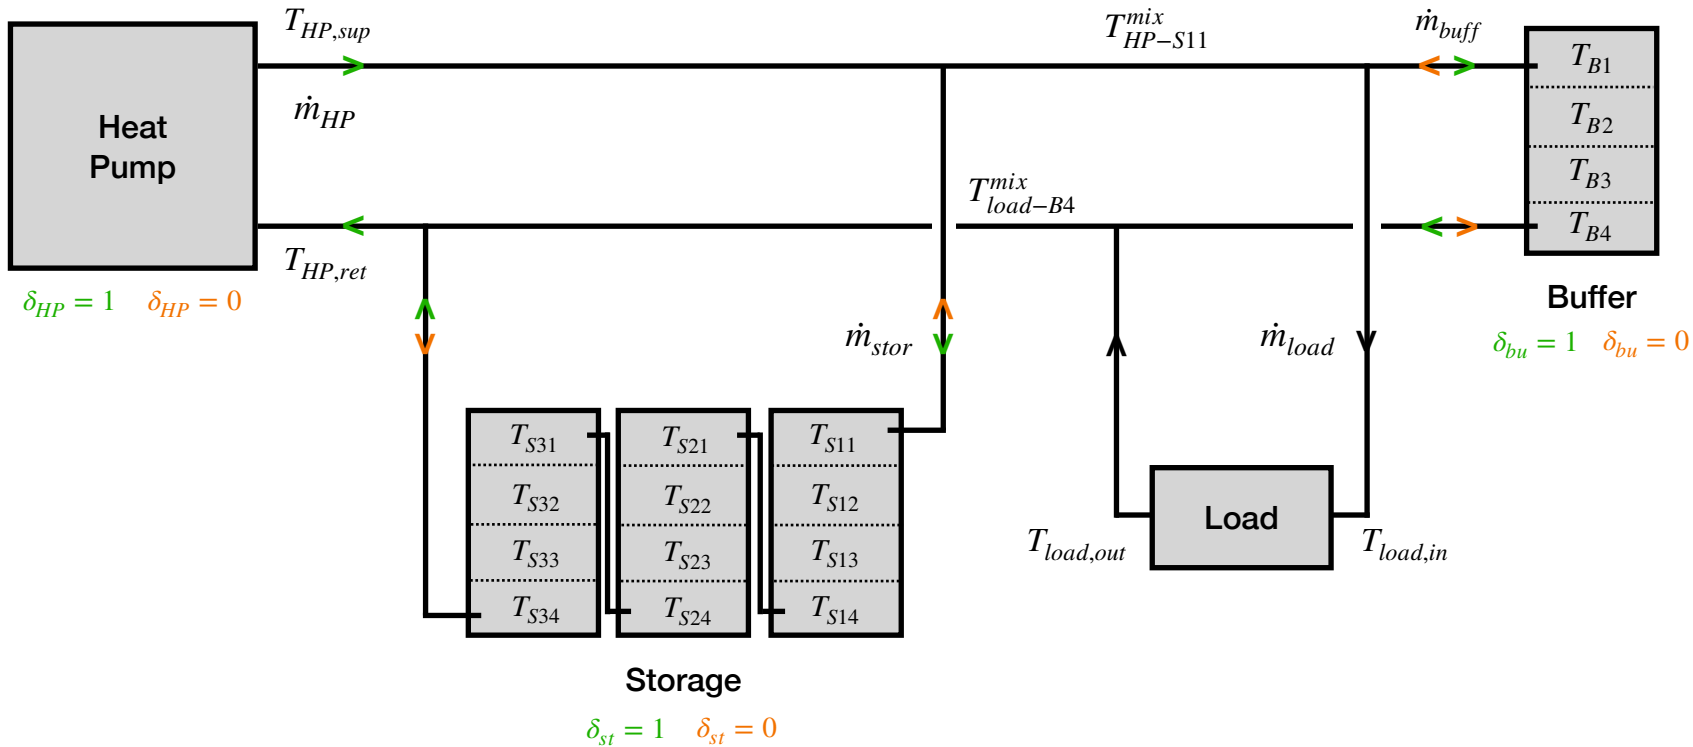 T_{HP,sup}
T^{mix}_{HP−S11}
ṁ_{buff}
T_{B1}
T_{B2}
T_{B3}
T_{B4}
ṁ_{HP}
Heat
Pump
T^{mix}_{load−B4}
T_{HP,ret}
δ_{HP} = 1 δ_{HP} = 0
Buffer
δ_{bu} = 1 δ_{bu} = 0
ṁ_{stor}
ṁ_{load}
T_{S31} T_{S21} T_{S11}
T_{S32} T_{S22} T_{S12}
T_{S33} T_{S23} T_{S13}
T_{S34} T_{S24} T_{S14}
Load
T_{load,out} T_{load,in}
Storage
δ_{st} = 1 δ_{st} = 0